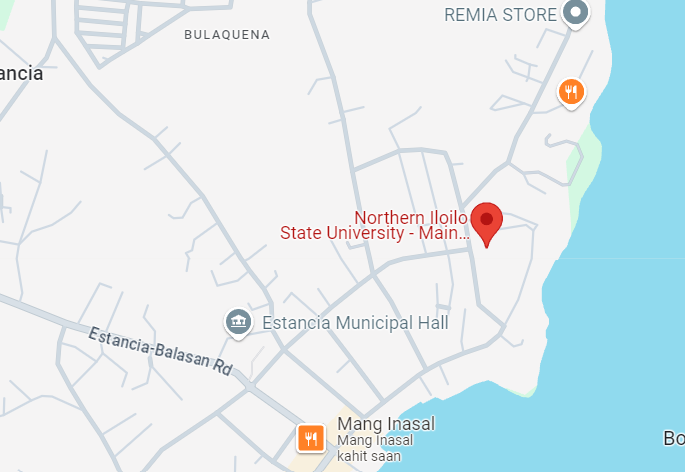 REMIA STORE
BULAQUENA
ancia
Northern Iloilo
State University - Main...
Estancia Municipal Hall
Estancia-Balasan Rd
Mang Inasal
Mang Inasal
kahit saan
Bo